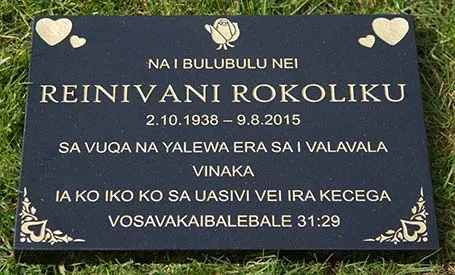 NA I BULUBULU NEI
REINIVANI ROKOLIKU
2.10.1938 – 9.8.2015
SA VUQA NA YALEWA ERA SA I VALAVALA
VINAKA
IA KO IKO KO SA UASIVI VEI IRA KECEGA
VOSAVAKAIBALEBALE 31:29